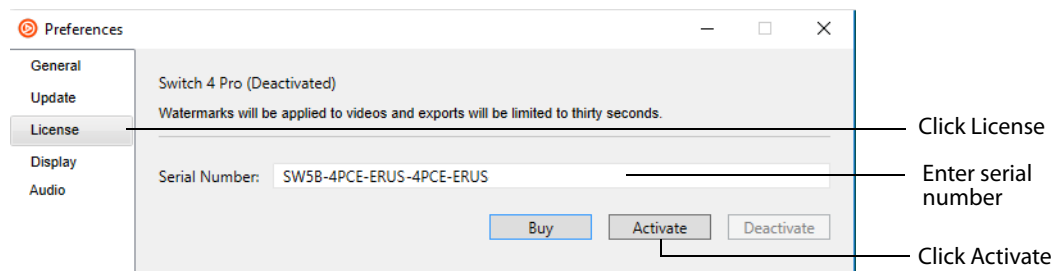 Preferences
General
Update
License
Display
Audio
Switch 4 Pro (Deactivated)
Watermarks will be applied to videos and exports will be limited to thirty seconds.
Serial Number: SW5B-4PCE-ERUS-4PCE-ERUS
Buy Activate Deactivate
Click License
Enter serial
number
Click Activate